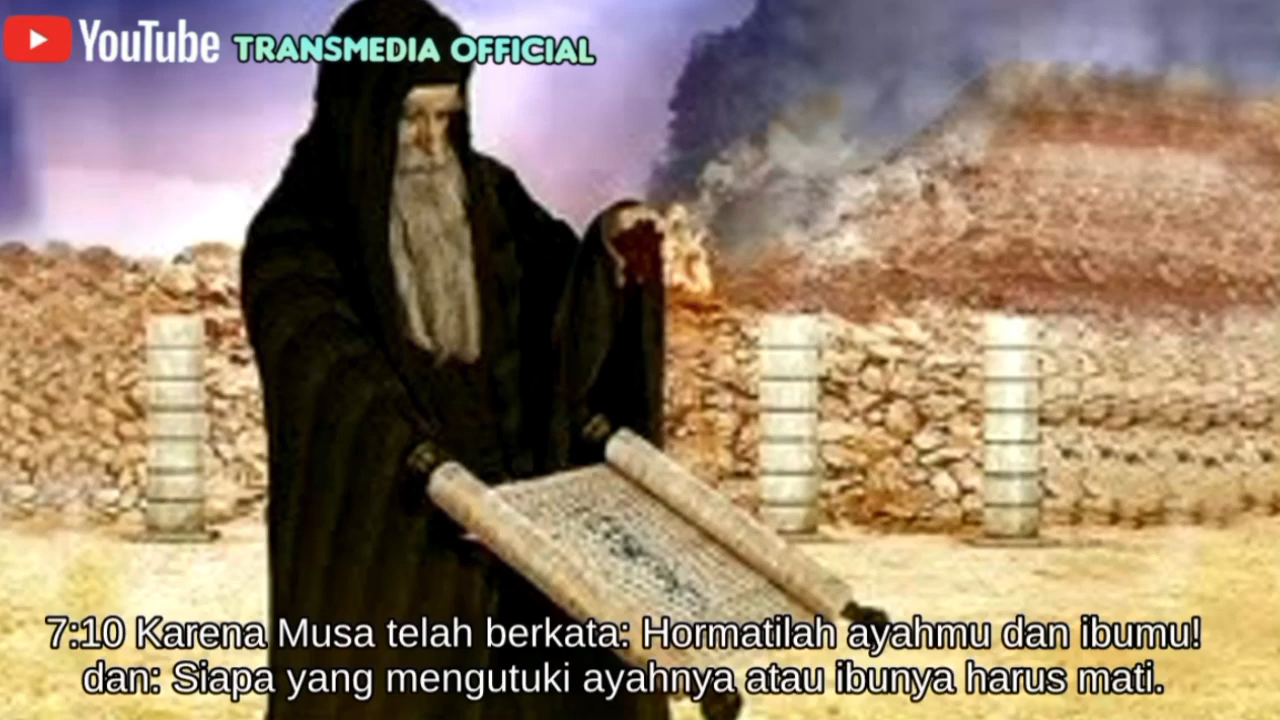 YouTube TRANSMEDIA OFFICIAL
7:10 Karena Musa telah berkata: Hormatilah ayahmu dan ibumu!
dan: Siapa yang mengutuki ayahnya atau ibunya harus mati.